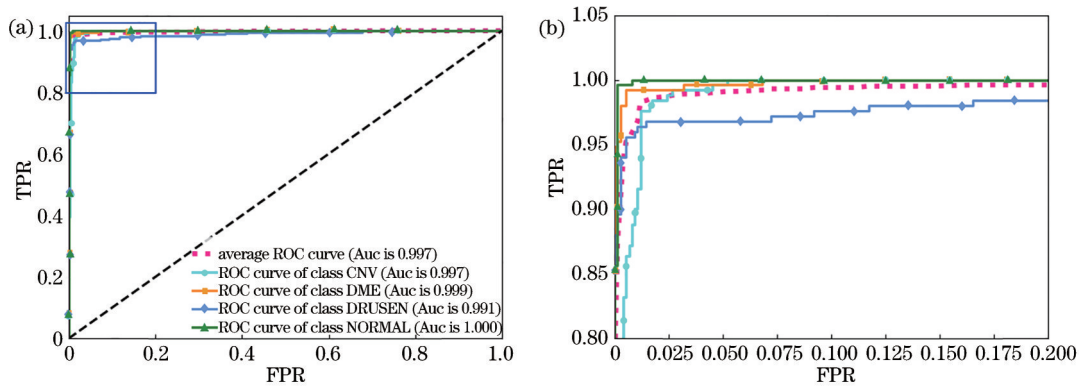 (a)
1.0
0.8
0.6
0.4
0.2
0
TPR
average ROC curve (Auc is 0.997)
ROC curve of class CNV (Auc is 0.997)
ROC curve of class DME (Auc is 0.999)
ROC curve of class DRUSEN (Auc is 0.991)
ROC curve of class NORMAL (Auc is 1.000)
0 0.2 0.4 0.6 0.8 1.0
FPR
(b)
1.05
1.00
0.95
0.90
0.85
0.80
TPR
0 0.025 0.050 0.075 0.100 0.125 0.150 0.175 0.200
FPR